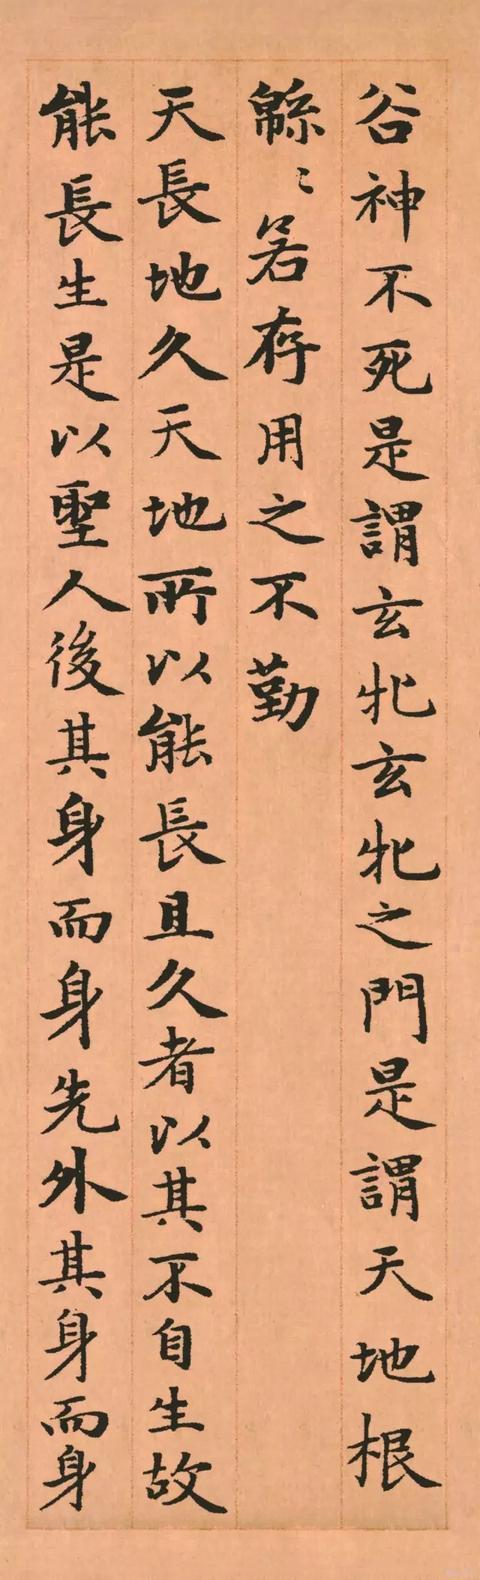 谷神不死是謂玄牝玄牝之門是謂天地根
緜〻若存用之不勤
天長地久天地所以能長且久者以其不自生故
能長生是以聖人後其身而身先外其身而身